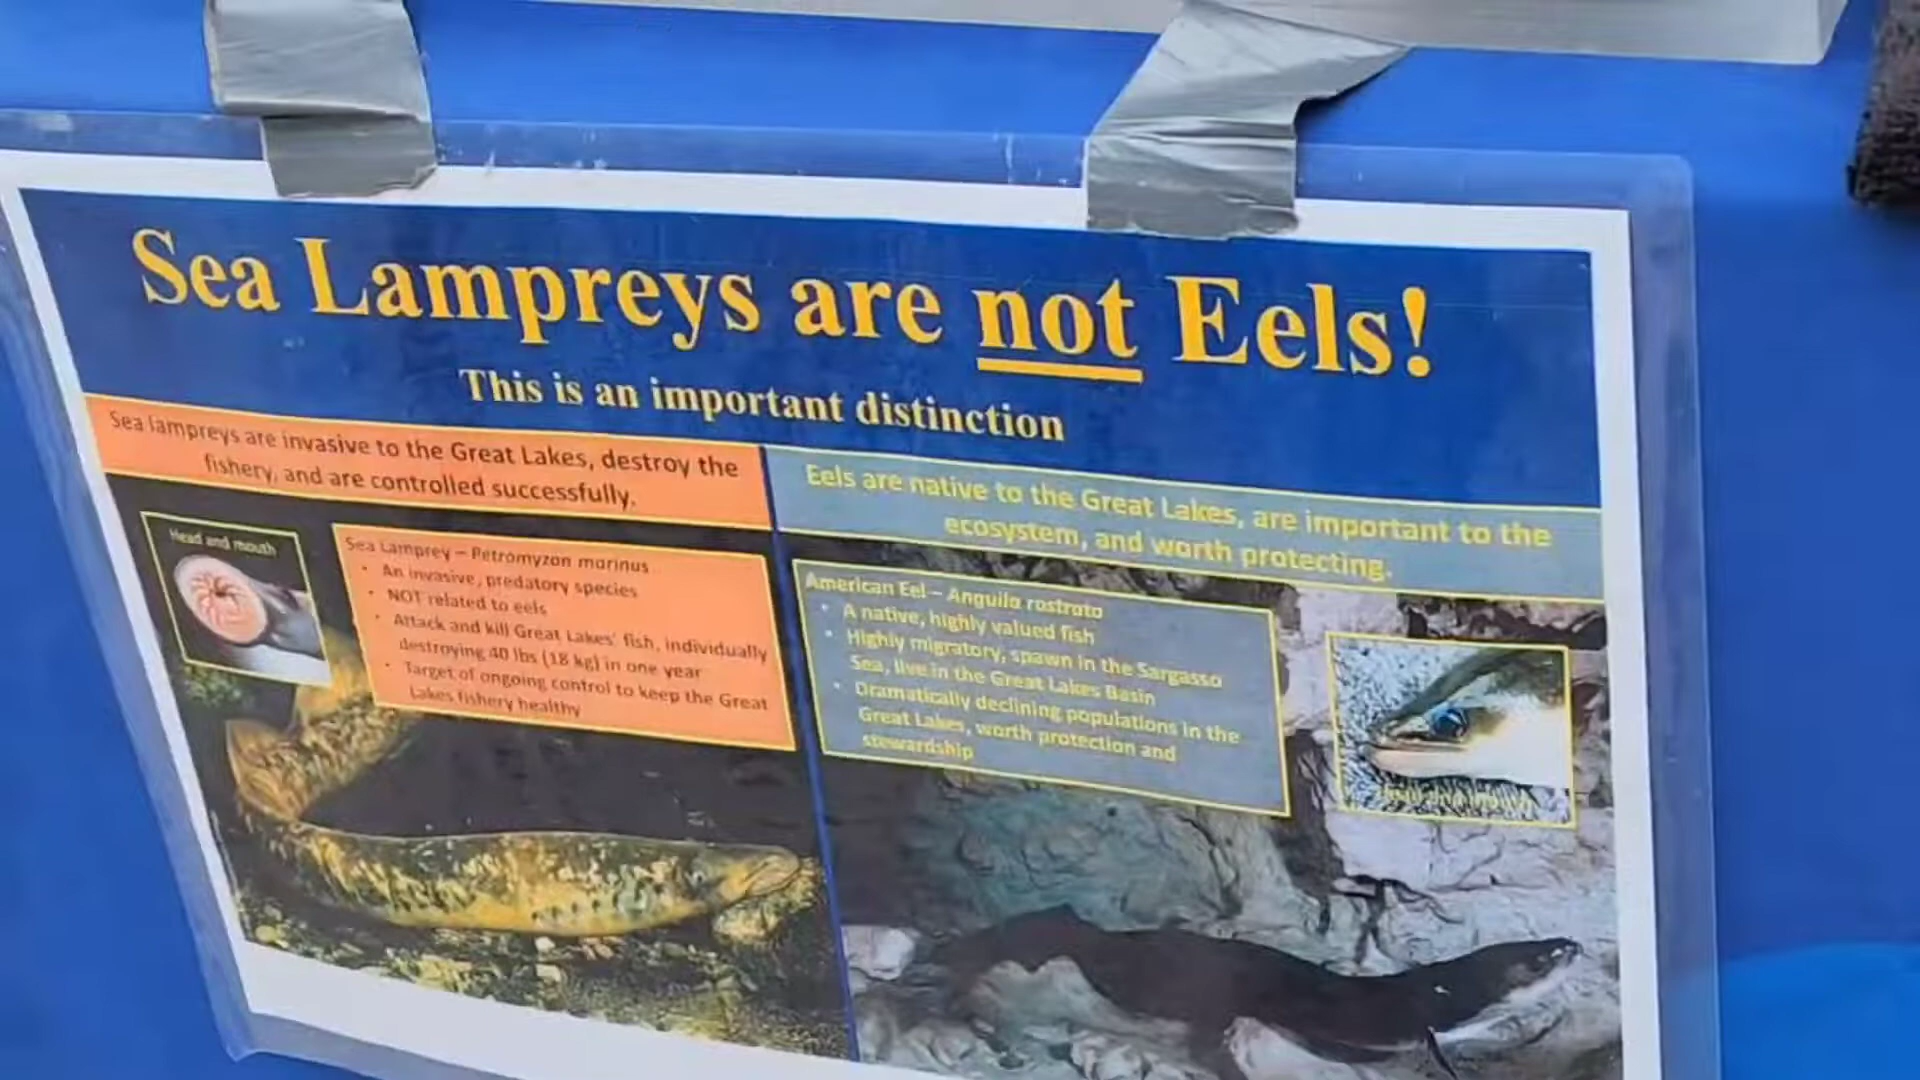 Sea Lampreys are not Eels!
This is an important distinction
Sea lampreys are invasive to the Great Lakes, destroy the
fishery, and are controlled successfully.
Head and mouth
Sea Lamprey – Petromyzon marinus
• An invasive, predatory species
• NOT related to eels
• Attack and kill Great Lakes' fish, individually
destroying 40 lbs (18 kg) in one year
• Target of ongoing control to keep the Great
Lakes fishery healthy
Eels are native to the Great Lakes, are important to the
ecosystem, and worth protecting.
American Eel – Anguila rostrata
• A native, highly valued fish
• Highly migratory, spawn in the Sargasso
Sea, live in the Great Lakes Basin
• Dramatically declining populations in the
Great Lakes, worth protection and
stewardship